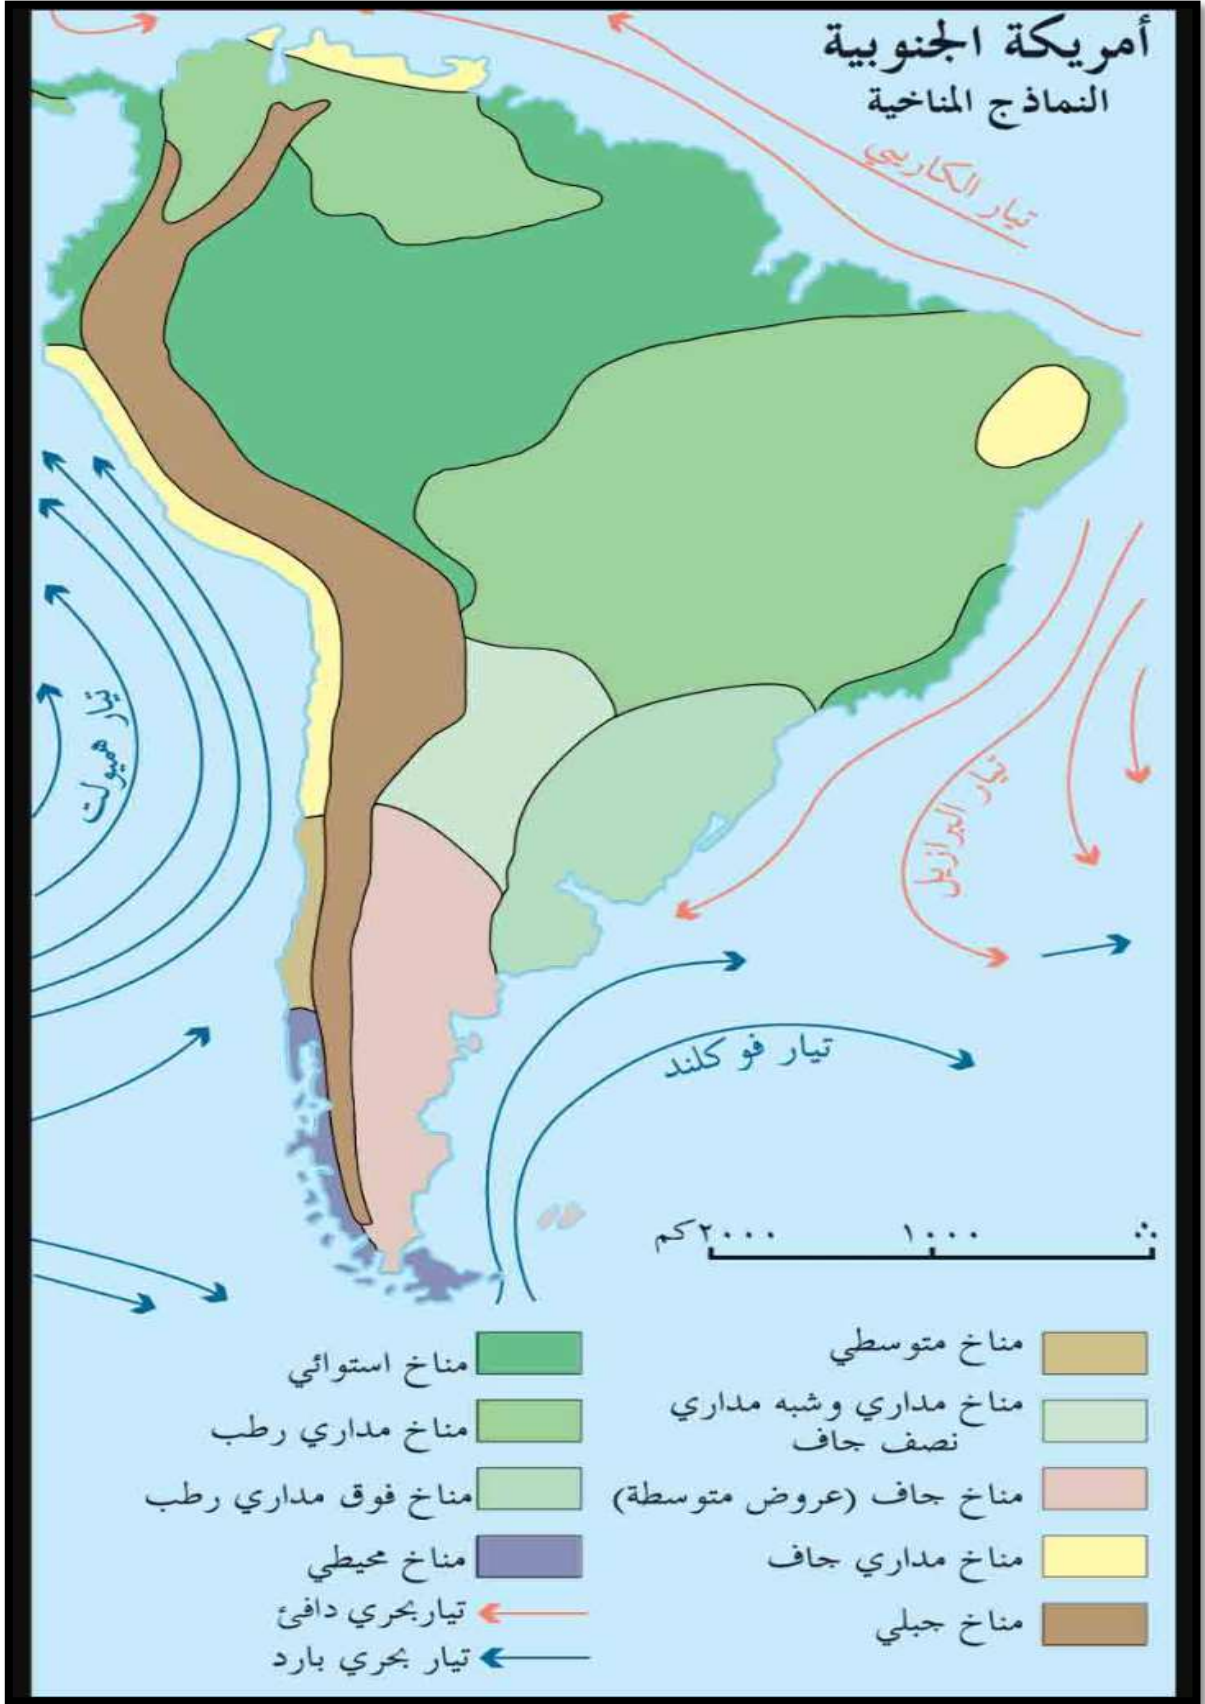 أمريكة الجنوبية
النماذج المناخية
تيار الكاريبي
تيار همبولت
تيار البرازيل
تيار فو كلند
٢٠٠٠ كم
١٠٠٠
٠
مناخ متوسطي
مناخ مداري وشبه مداري
نصف جاف
مناخ جاف (عروض متوسطة)
مناخ مداري جاف
مناخ جبلي
مناخ استوائي
مناخ مداري رطب
مناخ فوق مداري رطب
مناخ محيطي
تيار بحري دافئ
تيار بحري بارد